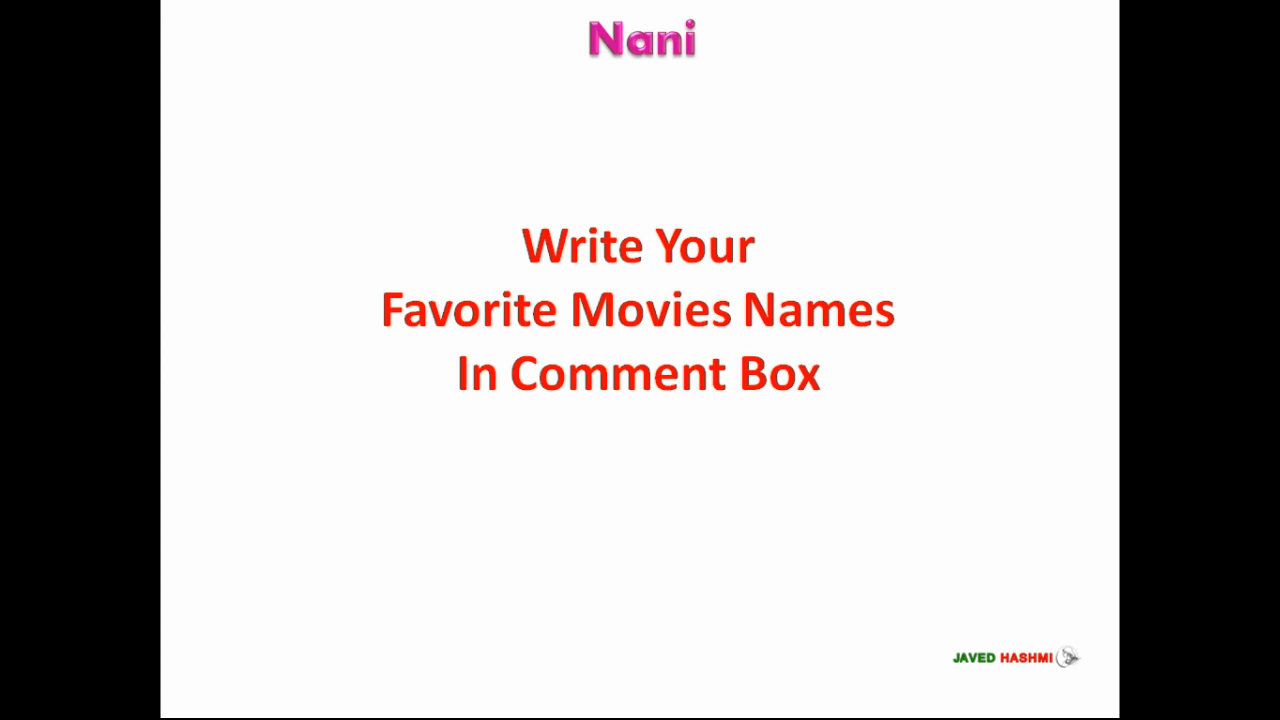 Nani
Write Your
Favorite Movies Names
In Comment Box
JAVED HASHMI